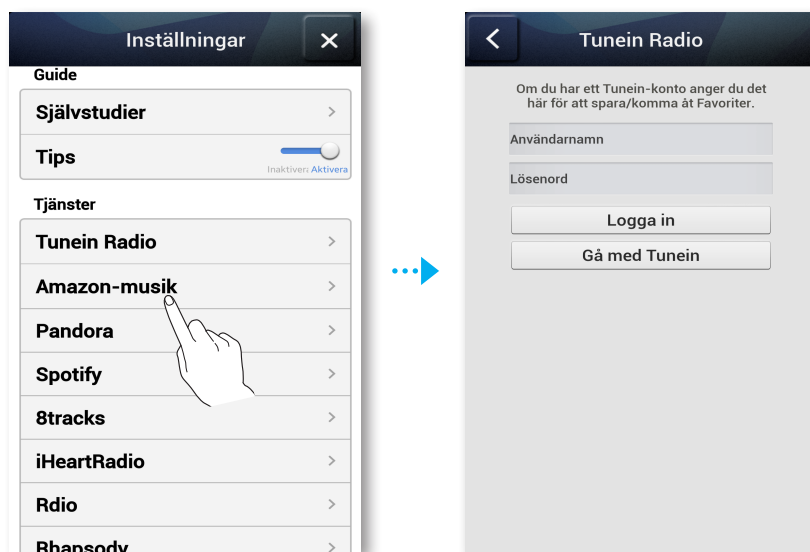 Inställningar
Guide
Självstudier
Tips
Inaktivera Aktivera
Tjänster
Tunein Radio
Amazon-musik
Pandora
Spotify
8tracks
iHeartRadio
Rdio
Rhapsody
Tunein Radio
Om du har ett Tunein-konto anger du det
här för att spara/komma åt Favoriter.
Användarnamn
Lösenord
Logga in
Gå med Tunein